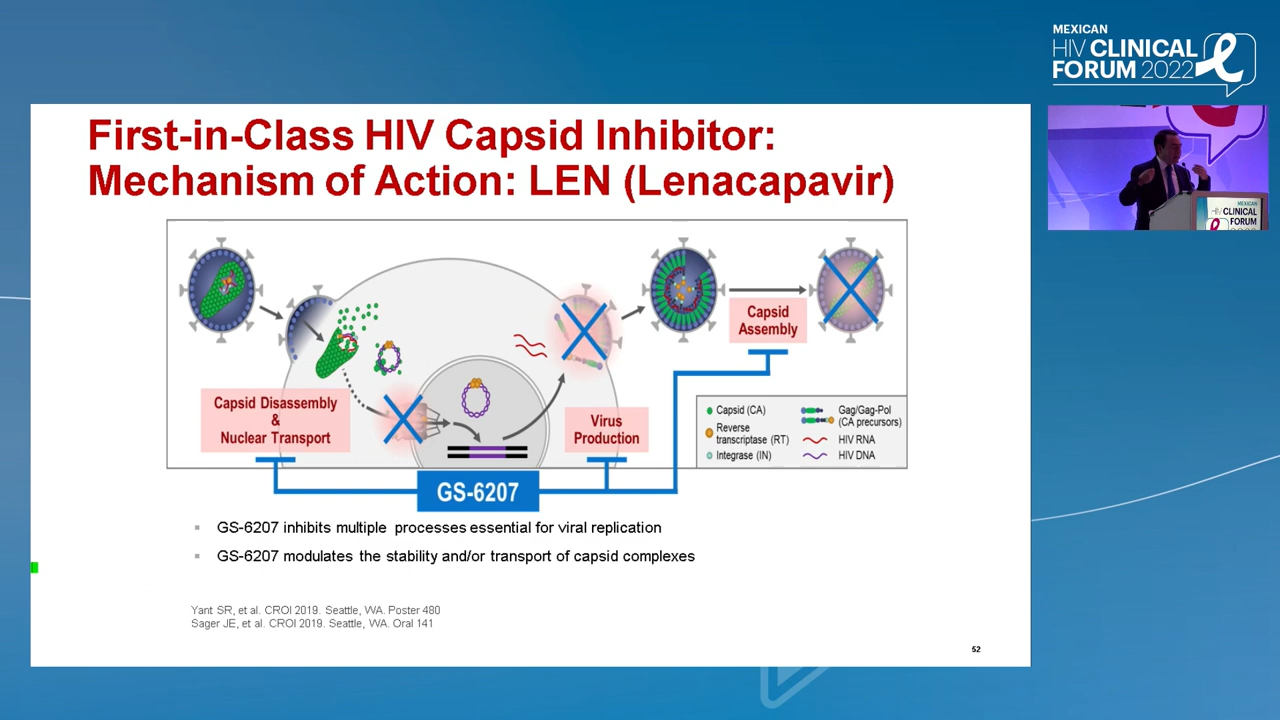 MEXICAN
HIV CLINICAL
FORUM 2022
First-in-Class HIV Capsid Inhibitor:
Mechanism of Action: LEN (Lenacapavir)
Capsid
Assembly
Capsid Disassembly
&
Nuclear Transport
Virus
Production
Capsid (CA)
Reverse
transcriptase (RT)
Integrase (IN)
Gag/Gag-Pol
(CA precursors)
HIV RNA
HIV DNA
GS-6207
GS-6207 inhibits multiple processes essential for viral replication
GS-6207 modulates the stability and/or transport of capsid complexes
Yant SR, et al. CROI 2019. Seattle, WA. Poster 480
Sager JE, et al. CROI 2019. Seattle, WA. Oral 141
52
MEXICAN
HIV CLINICAL
FORUM